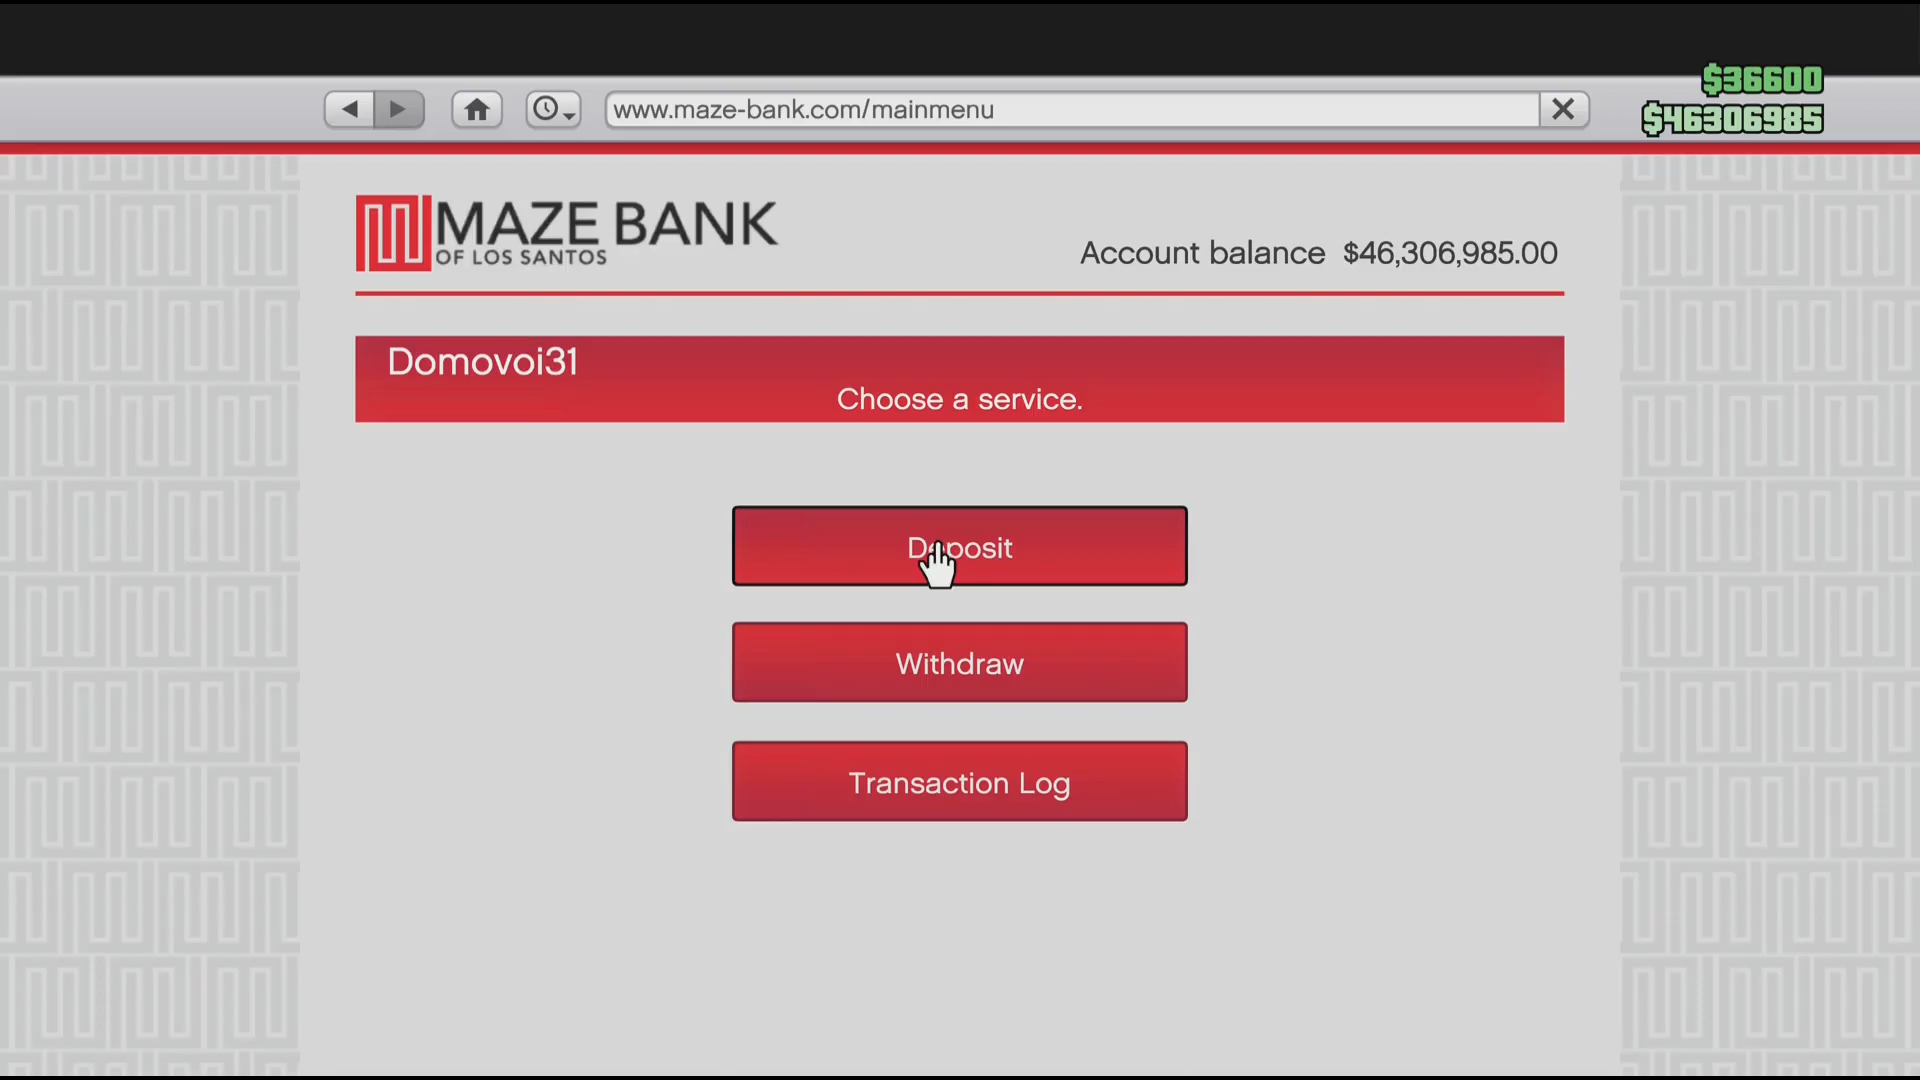 $36600
www.maze-bank.com/mainmenu
$46306985
MAZE BANK
OF LOS SANTOS
Account balance $46,306,985.00
Domovoi31
Choose a service.
Deposit
Withdraw
Transaction Log